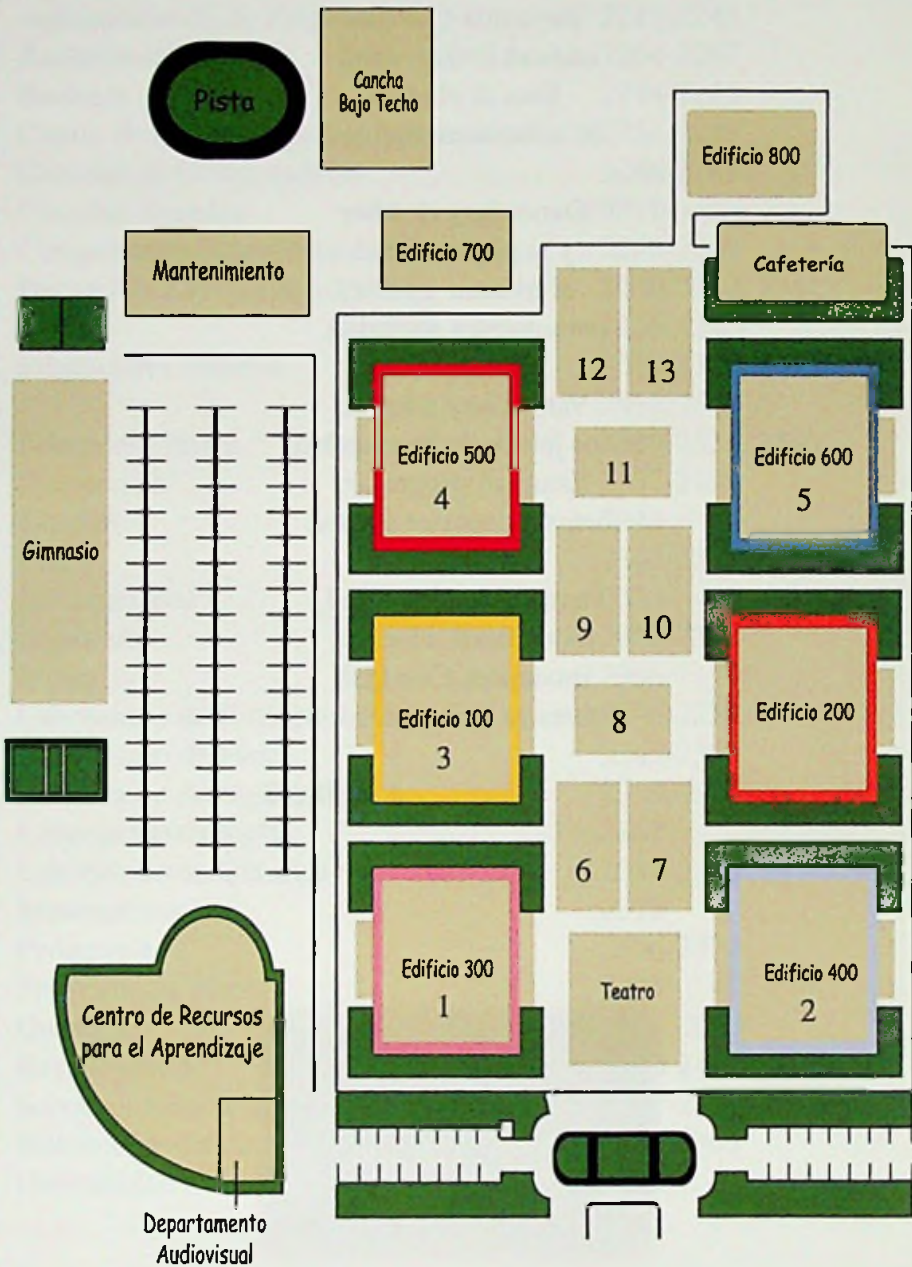 Pista
Cancha
Bajo Techo
Edificio 800
Mantenimiento
Edificio 700
Cafetería
12
13
Edificio 500
4
11
Edificio 600
5
Gimnasio
9
10
Edificio 100
3
8
Edificio 200
6
7
Edificio 300
1
Teatro
Edificio 400
2
Centro de Recursos
para el Aprendizaje
Departamento
Audiovisual